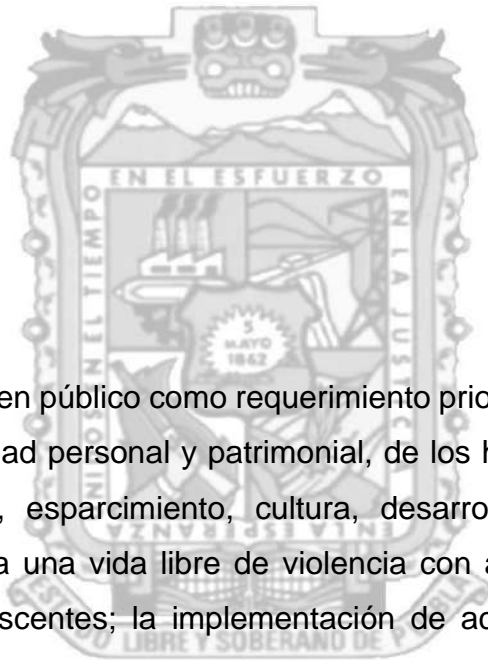 EN EL ESFUERZO
EN EL TIEMPO
EN LA JUSTIC
5
MAYO
1862
en público como requerimiento prio
ad personal y patrimonial, de los h
, esparcimiento, cultura, desarro
a una vida libre de violencia con a
scentes; la implementación de ac
LIBRE Y SOBERANO DE P